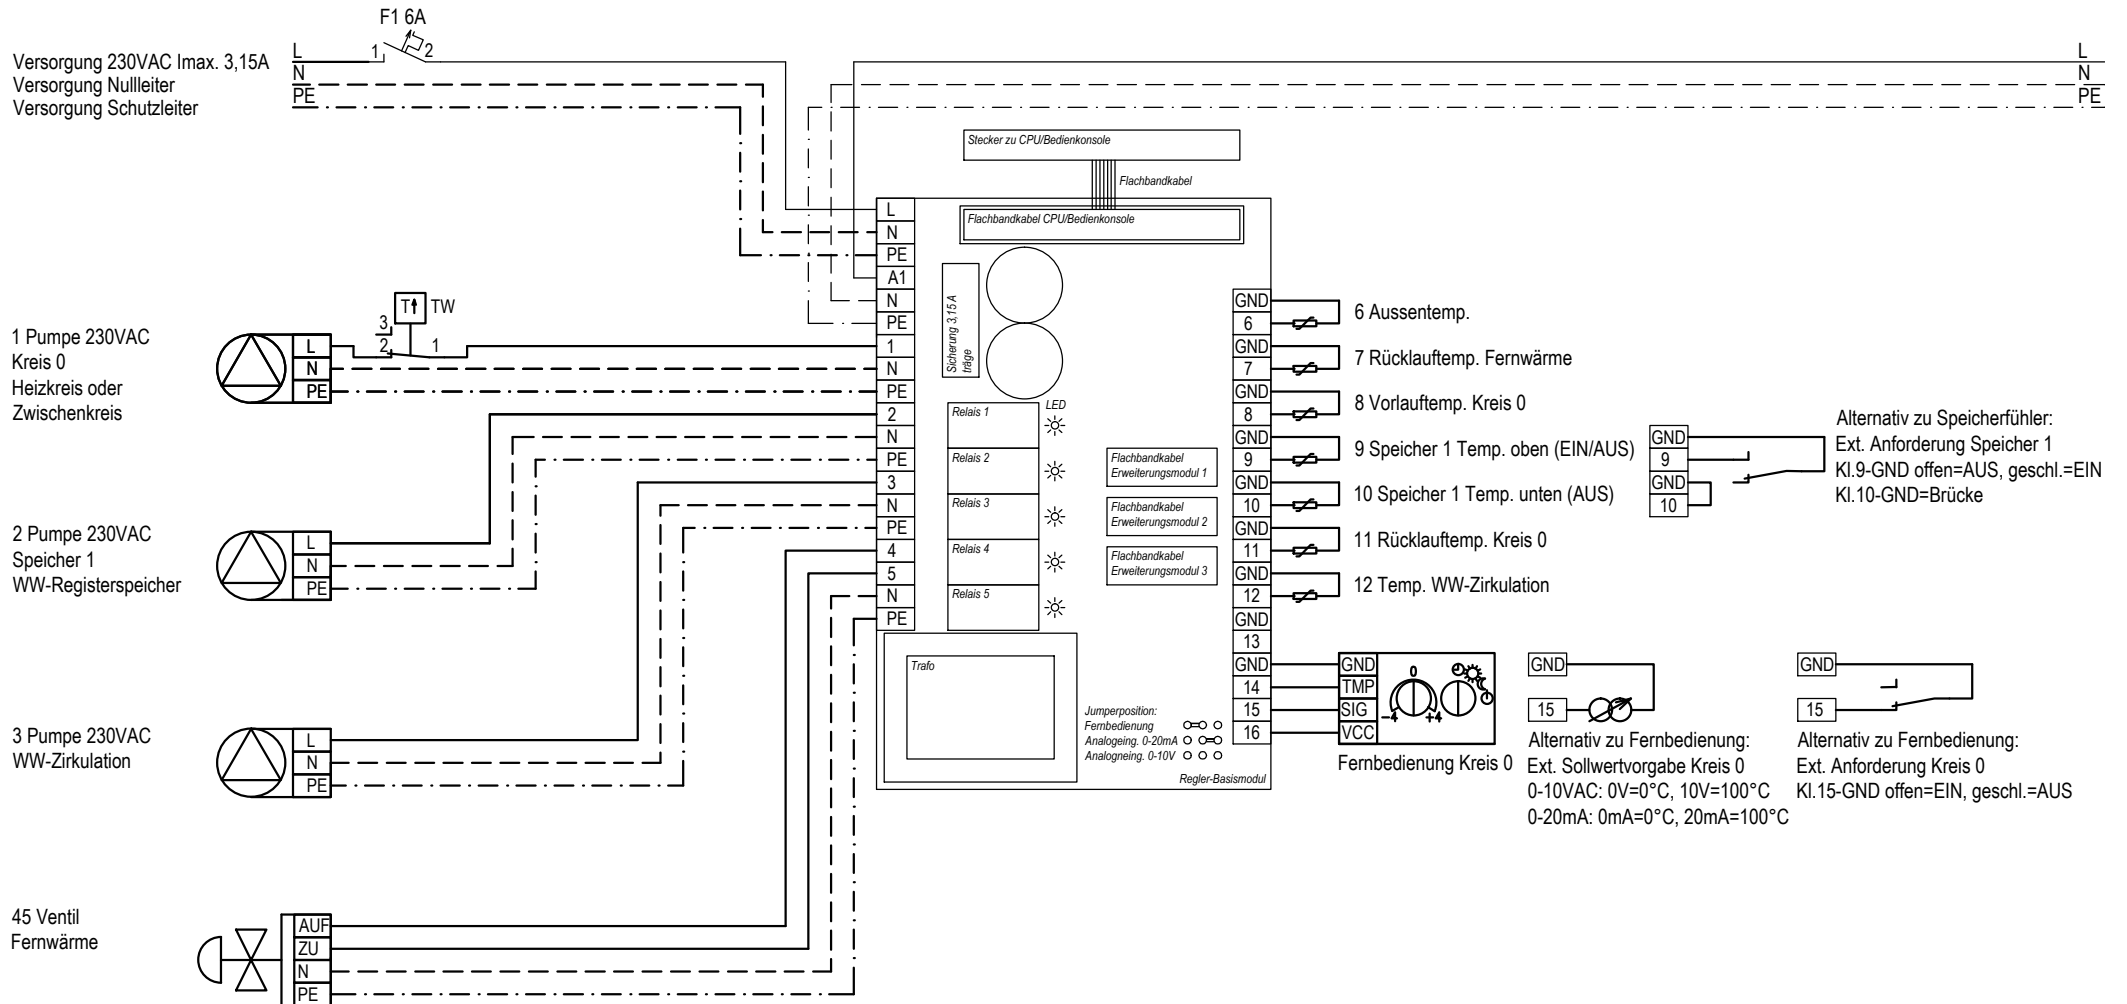 F1 6A
Versorgung 230VAC Imax. 3,15A
Versorgung Nullleiter
Versorgung Schutzleiter
L
N
PE
1
2
L
N
PE
Stecker zu CPU/Bedienkonsole
Flachbandkabel
Flachbandkabel CPU/Bedienkonsole
L
N
PE
A1
N
PE
1
N
PE
2
N
PE
3
N
PE
4
5
N
PE
Sicherung 3,15 A
träge
LED
Relais 1
Relais 2
Relais 3
Relais 4
Relais 5
Trafo
Flachbandkabel
Erweiterungsmodul 1
Flachbandkabel
Erweiterungsmodul 2
Flachbandkabel
Erweiterungsmodul 3
Jumperposition:
Fernbedienung
Analogeing. 0-20mA
Analogneing. 0-10V
Regler-Basismodul
1 Pumpe 230VAC
Kreis 0
Heizkreis oder
Zwischenkreis
L
N
PE
T
TW
3
2
1
2 Pumpe 230VAC
Speicher 1
WW-Registerspeicher
L
N
PE
3 Pumpe 230VAC
WW-Zirkulation
L
N
PE
45 Ventil
Fernwärme
AUF
ZU
N
PE
GND
6
GND
7
GND
8
GND
9
GND
10
GND
11
GND
12
GND
13
GND
14
15
16
6 Aussentemp.
7 Rücklauftemp. Fernwärme
8 Vorlauftemp. Kreis 0
9 Speicher 1 Temp. oben (EIN/AUS)
10 Speicher 1 Temp. unten (AUS)
11 Rücklauftemp. Kreis 0
12 Temp. WW-Zirkulation
GND
9
GND
10
Alternativ zu Speicherfühler:
Ext. Anforderung Speicher 1
Kl.9-GND offen=AUS, geschl.=EIN
Kl.10-GND=Brücke
GND
TMP
SIG
VCC
0
-4
+4
Fernbedienung Kreis 0
GND
15
Alternativ zu Fernbedienung:
Ext. Sollwertvorgabe Kreis 0
0-10VAC: 0V=0°C, 10V=100°C
0-20mA: 0mA=0°C, 20mA=100°C
GND
15
Alternativ zu Fernbedienung:
Ext. Anforderung Kreis 0
Kl.15-GND offen=EIN, geschl.=AUS